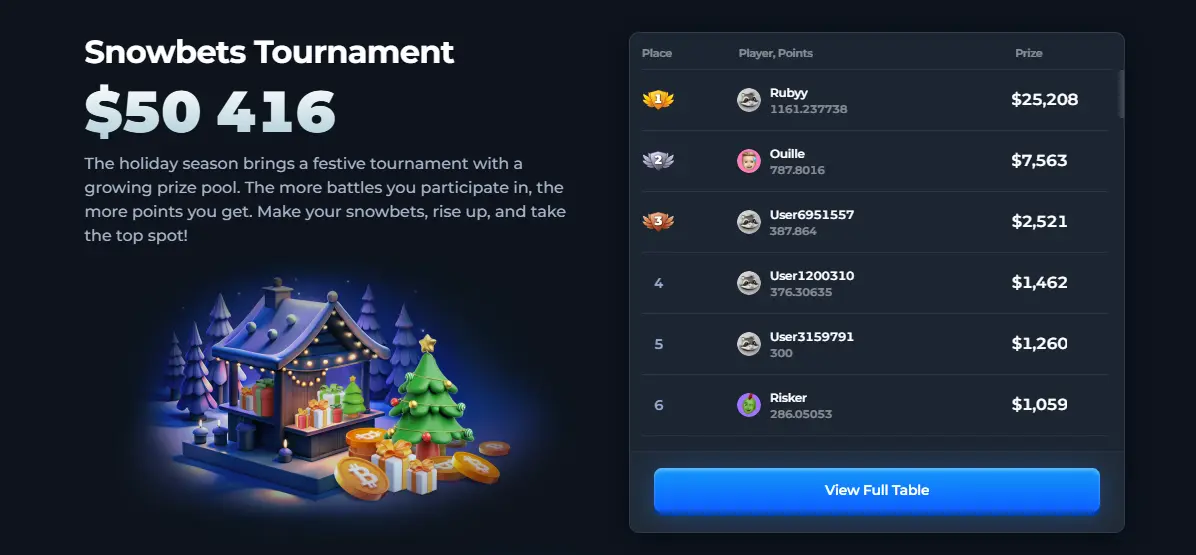 Snowbets Tournament
$50 416
The holiday season brings a festive tournament with a
growing prize pool. The more battles you participate in, the
more points you get. Make your snowbets, rise up, and take
the top spot!
Place Player, Points Prize
1 Rubyy $25,208
1161.237738
2 Ouille $7,563
787.8016
3 User6951557 $2,521
387.864
4 User1200310 $1,462
376.30635
5 User3159791 $1,260
300
6 Risker $1,059
286.05053
View Full Table